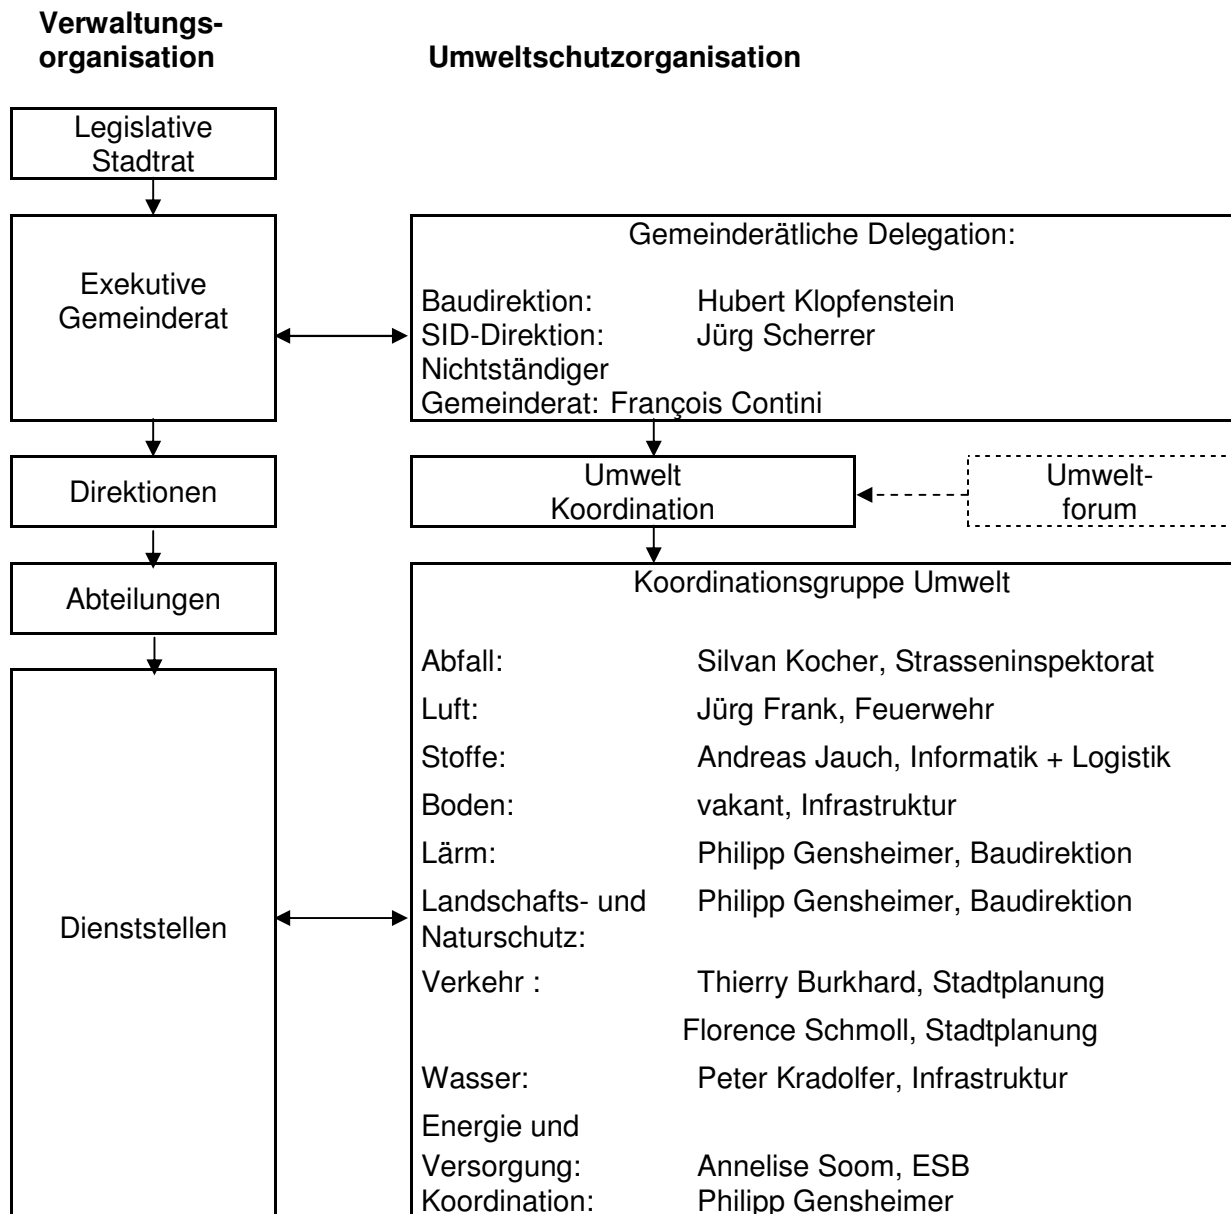 Verwaltungs-
organisation
Umweltschutzorganisation
Legislative
Stadtrat
Exekutive
Gemeinderat
Gemeinderätliche Delegation:
Baudirektion: Hubert Klopfenstein
SID-Direktion: Jürg Scherrer
Nichtständiger
Gemeinderat: François Contini
Direktionen
Umwelt
Koordination
Umwelt-
forum
Abteilungen
Dienststellen
Koordinationsgruppe Umwelt
Abfall: Silvan Kocher, Strasseninspektorat
Luft: Jürg Frank, Feuerwehr
Stoffe: Andreas Jauch, Informatik + Logistik
Boden: vakant, Infrastruktur
Lärm: Philipp Gensheimer, Baudirektion
Landschafts- und Philipp Gensheimer, Baudirektion
Naturschutz:
Verkehr : Thierry Burkhard, Stadtplanung
Florence Schmoll, Stadtplanung
Wasser: Peter Kradolfer, Infrastruktur
Energie und
Versorgung: Annelise Soom, ESB
Koordination: Philipp Gensheimer